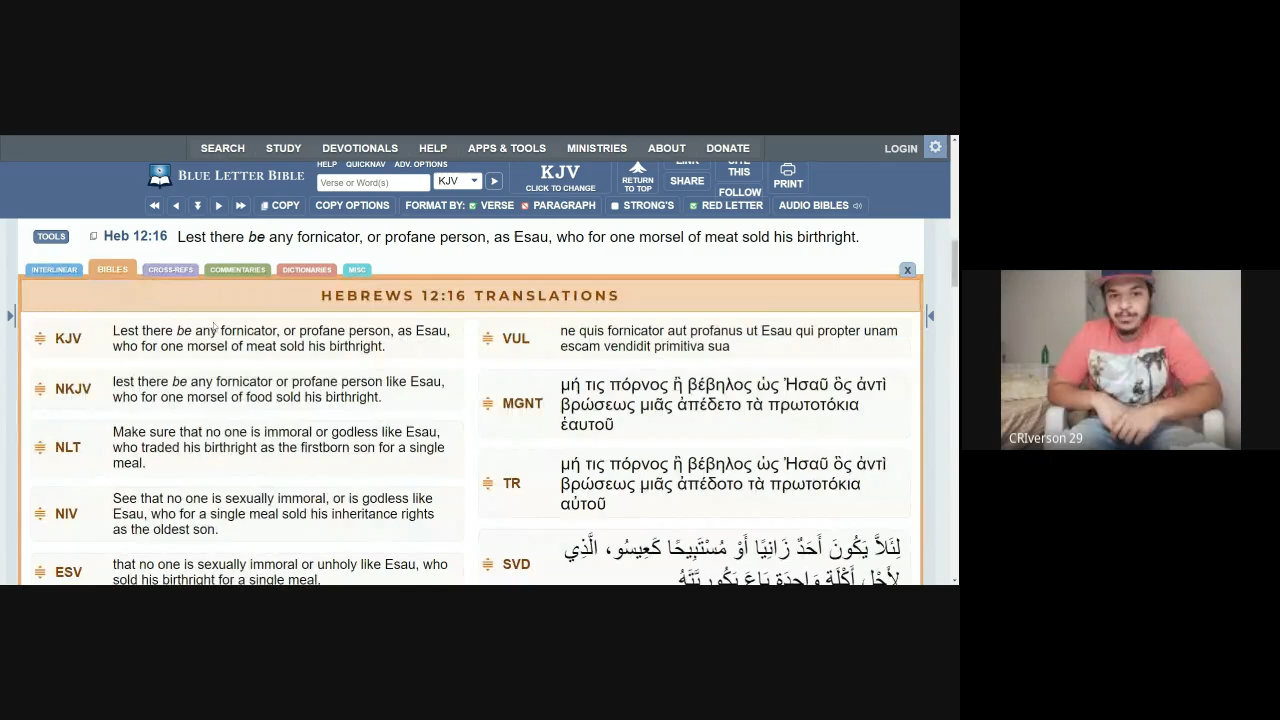 SEARCH STUDY DEVOTIONALS HELP APPS & TOOLS MINISTRIES ABOUT DONATE LOGIN
HELP QUICKNAV ADV. OPTIONS
BLUE LETTER BIBLE
Verse or Word(s) KJV
KJV
CLICK TO CHANGE
RETURN
TO TOP
LINK
SHARE
CITE
THIS
FOLLOW
PRINT
COPY COPY OPTIONS FORMAT BY: VERSE PARAGRAPH STRONG'S RED LETTER AUDIO BIBLES
TOOLS Heb 12:16 Lest there be any fornicator, or profane person, as Esau, who for one morsel of meat sold his birthright.
INTERLINEAR BIBLES CROSS-REFS COMMENTARIES DICTIONARIES MISC X
HEBREWS 12:16 TRANSLATIONS
KJV
Lest there be any fornicator, or profane person, as Esau,
who for one morsel of meat sold his birthright.
NKJV
lest there be any fornicator or profane person like Esau,
who for one morsel of food sold his birthright.
NLT
Make sure that no one is immoral or godless like Esau,
who traded his birthright as the firstborn son for a single
meal.
NIV
See that no one is sexually immoral, or is godless like
Esau, who for a single meal sold his inheritance rights
as the oldest son.
ESV
that no one is sexually immoral or unholy like Esau, who
sold his birthright for a single meal.
VUL
ne quis fornicator aut profanus ut Esau qui propter unam
escam vendidit primitiva sua
MGNT
μή τις πόρνος ἢ βέβηλος ὡς Ἠσαῦ ὃς ἀντὶ
βρώσεως μιᾶς ἀπέδετο τὰ πρωτοτόκια
ἑαυτοῦ
TR
μή τις πόρνος ἢ βέβηλος ὡς Ἠσαῦ ὃς ἀντὶ
βρώσεως μιᾶς ἀπέδοτο τὰ πρωτοτόκια
αὑτοῦ
SVD
لِئَلاَّ يَكُونَ أَحَدٌ زَانِيًا أَوْ مُسْتَبِيحًا كَعِيسُو، الَّذِي
لأَجْلِ أَكْلَةٍ وَاحِدَةٍ بَاعَ بَكُورِيَّتَهُ
CRIverson 29